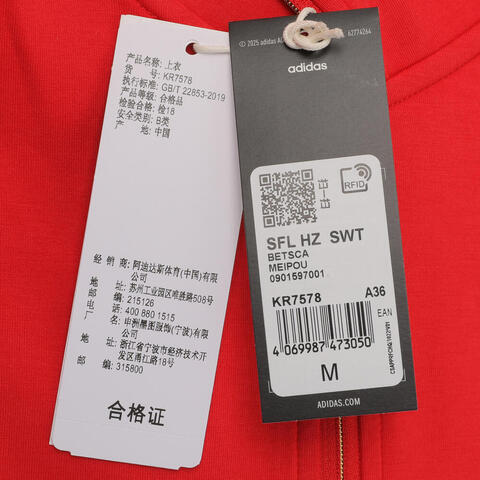 产品名称: 上衣
货 号: KR7578
执行标准: GB/T 22853-2019
产品等级: 合格品
检验合格: 检18
安全类别: B类
产 地: 中国
经 销 商: 阿迪达斯体育(中国)有限公司
地 址: 苏州工业园区唯胜路508号
邮 编: 215126
电 话: 400 880 1515
制 造 商: 申洲墨图服饰(宁波)有限公司
地 址: 浙江省宁波市经济技术开发区甬江南路18号
邮 编: 315800
合格证
© 2025 adidas
62774264
adidas
RFID
SFL HZ SWT
BETSCA
MEIPOU
0901597001
KR7578
A36
EAN
4 069987 473050
M
ADIDAS.COM